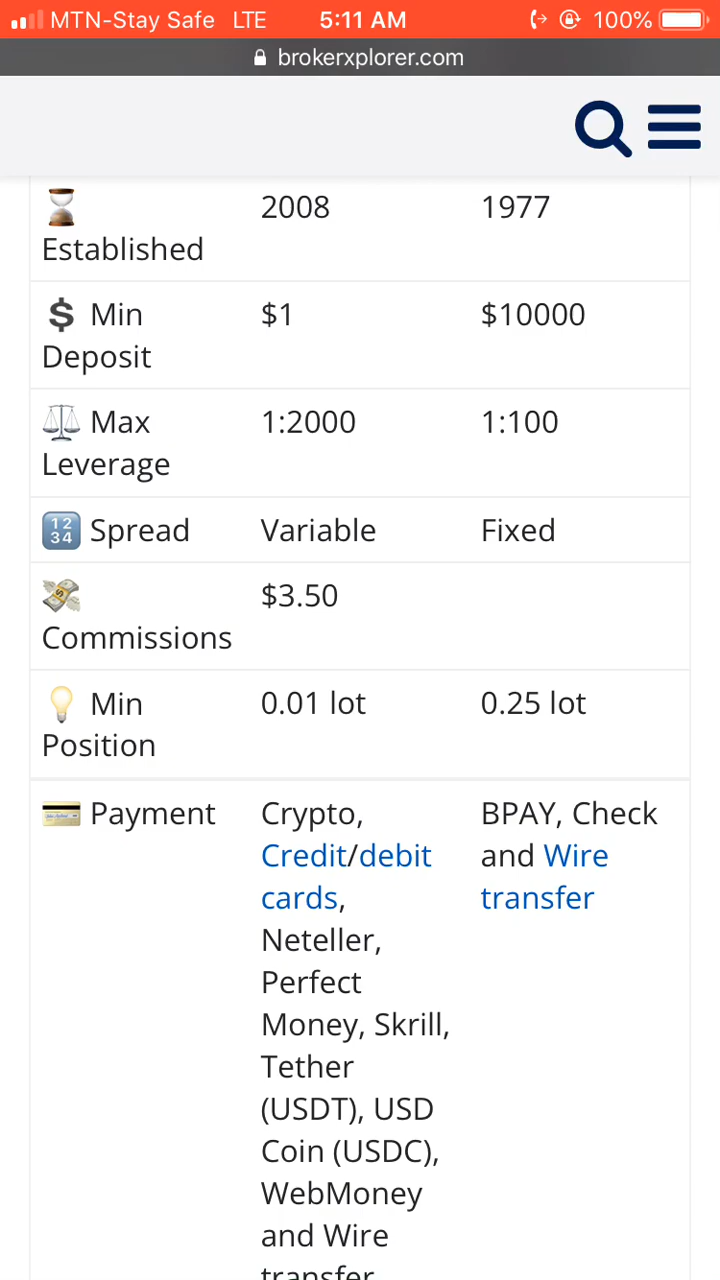 MTN-Stay Safe LTE 5:11 AM 100%
brokerxplorer.com
Established 2008 1977
$ Min Deposit $1 $10000
Max Leverage 1:2000 1:100
1234 Spread Variable Fixed
Commissions $3.50
Min Position 0.01 lot 0.25 lot
Payment Crypto, BPAY, Check
Credit/debit and Wire
cards, transfer
Neteller,
Perfect
Money, Skrill,
Tether
(USDT), USD
Coin (USDC),
WebMoney
and Wire
transfer